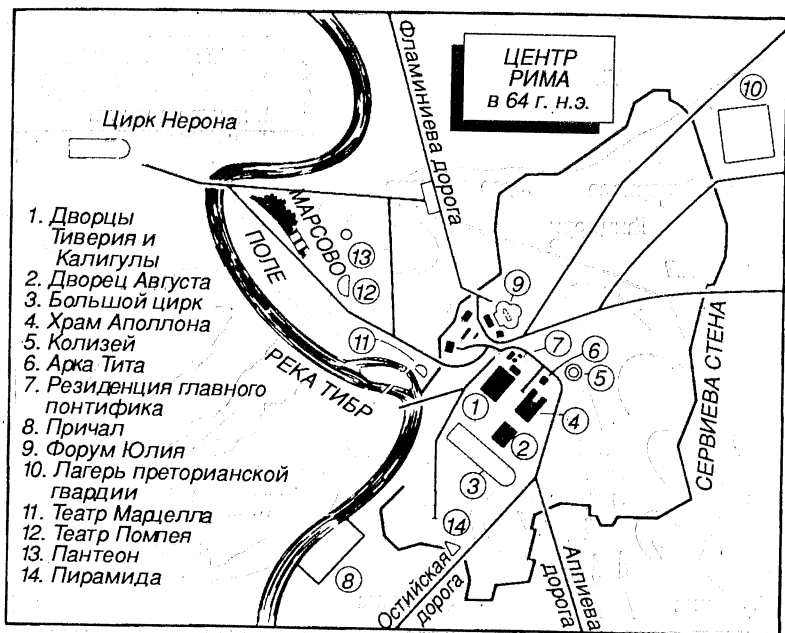 ЦЕНТР
РИМА
в 64 г. н.э.
Фламиниева дорога
10
Цирк Нерона
МАРСОВО
ПОЛЕ
13
12
11
РЕКА ТИБР
9
7
6
5
1
4
2
3
14
8
СЕРВИЕВА СТЕНА
Остийская
дорога
Аппиева
дорога
1. Дворцы
Тиверия и
Калигулы
2. Дворец Августа
3. Большой цирк
4. Храм Аполлона
5. Колизей
6. Арка Тита
7. Резиденция главного
понтифика
8. Причал
9. Форум Юлия
10. Лагерь преторианской
гвардии
11. Театр Марцелла
12. Театр Помпея
13. Пантеон
14. Пирамида